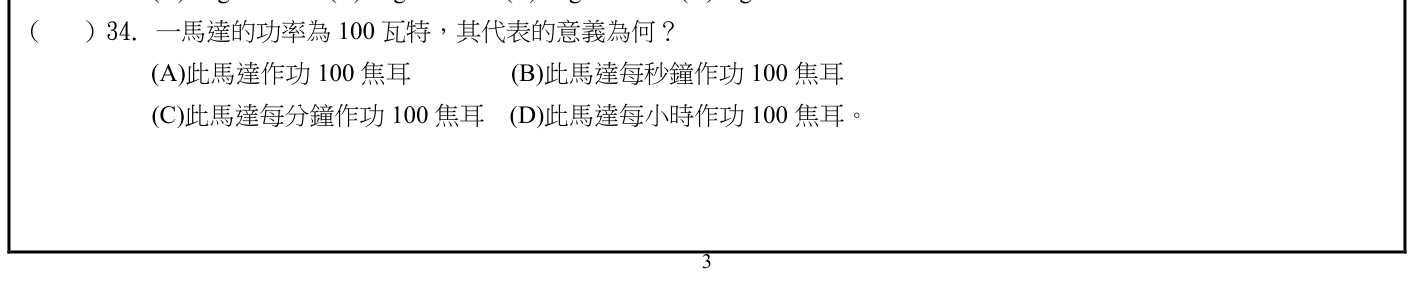 （　　）34. 一馬達的功率為 100 瓦特，其代表的意義為何？
(A)此馬達作功 100 焦耳　　　　(B)此馬達每秒鐘作功 100 焦耳
(C)此馬達每分鐘作功 100 焦耳　(D)此馬達每小時作功 100 焦耳。
3